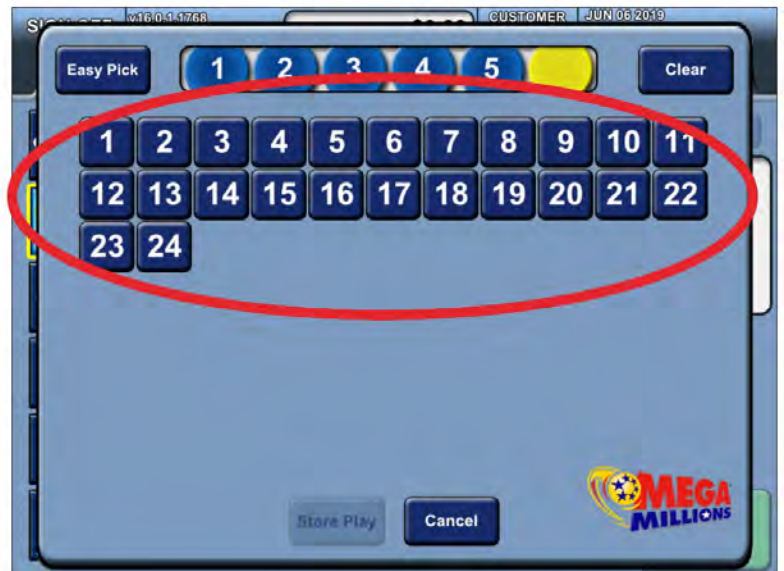 v16.0-1-1768 CUSTOMER JUN 06 2019
Easy Pick 1 2 3 4 5 Clear
1 2 3 4 5 6 7 8 9 10 11
12 13 14 15 16 17 18 19 20 21 22
23 24
MEGA
MILLIONS
Store Play Cancel